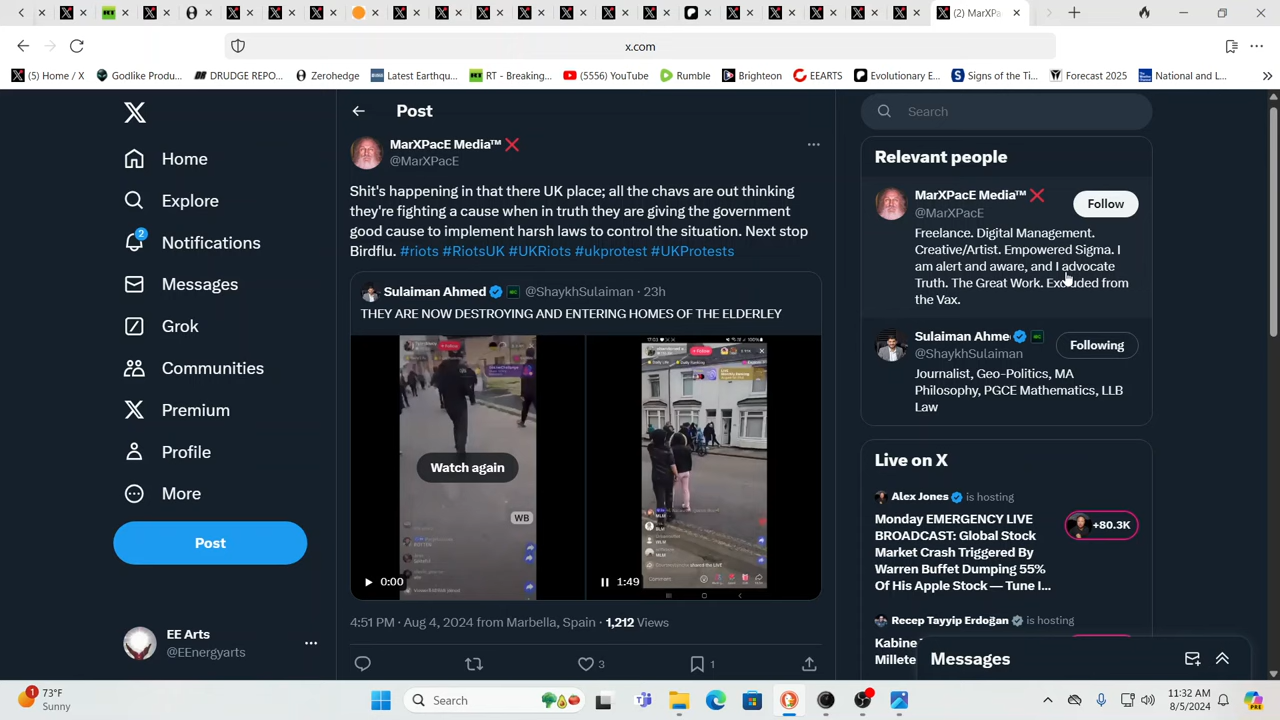 (2) MarXPa
x.com
(5) Home / X
Godlike Produ...
DRUDGE REPO...
Zerohedge
Latest Earthqu...
RT - Breaking...
(5556) YouTube
Rumble
Brighteon
EEARTS
Evolutionary E...
Signs of the Ti...
Forecast 2025
National and L...
Home
Explore
2
Notifications
Messages
Grok
Communities
Premium
Profile
More
Post
EE Arts
@EEnergyarts
Post
MarXPacE Media™ ❌
@MarXPacE
Shit's happening in that there UK place; all the chavs are out thinking
they're fighting a cause when in truth they are giving the government
good cause to implement harsh laws to control the situation. Next stop
Birdflu. #riots #RiotsUK #UKRiots #ukprotest #UKProtests
Sulaiman Ahmed @ShaykhSulaiman · 23h
THEY ARE NOW DESTROYING AND ENTERING HOMES OF THE ELDERLEY
Watch again
WB
0:00
1:49
4:51 PM · Aug 4, 2024 from Marbella, Spain · 1,212 Views
3
1
Search
Relevant people
MarXPacE Media™ ❌
@MarXPacE
Follow
Freelance. Digital Management.
Creative/Artist. Empowered Sigma. I
am alert and aware, and I advocate
Truth. The Great Work. Excluded from
the Vax.
Sulaiman Ahme
@ShaykhSulaiman
Following
Journalist, Geo-Politics, MA
Philosophy, PGCE Mathematics, LLB
Law
Live on X
Alex Jones is hosting
Monday EMERGENCY LIVE
BROADCAST: Global Stock
Market Crash Triggered By
Warren Buffet Dumping 55%
Of His Apple Stock — Tune I...
+80.3K
Recep Tayyip Erdoğan is hosting
Kabine
Millete
Messages
1
73°F
Sunny
Search
11:32 AM
8/5/2024